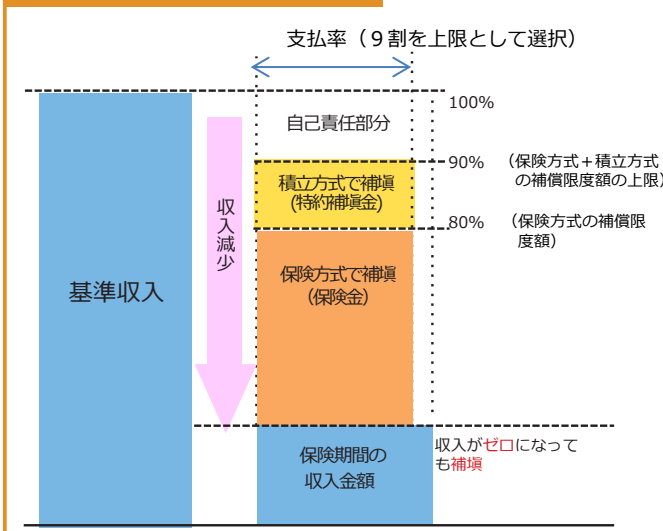 支払率（９割を上限として選択）
100%
自己責任部分
90%
（保険方式＋積立方式
の補償限度額の上限）
積立方式で補塡
(特約補塡金)
80%
（保険方式の補償限
度額）
収入減少
保険方式で補塡
（保険金）
基準収入
収入がゼロになって
も補塡
保険期間の
収入金額